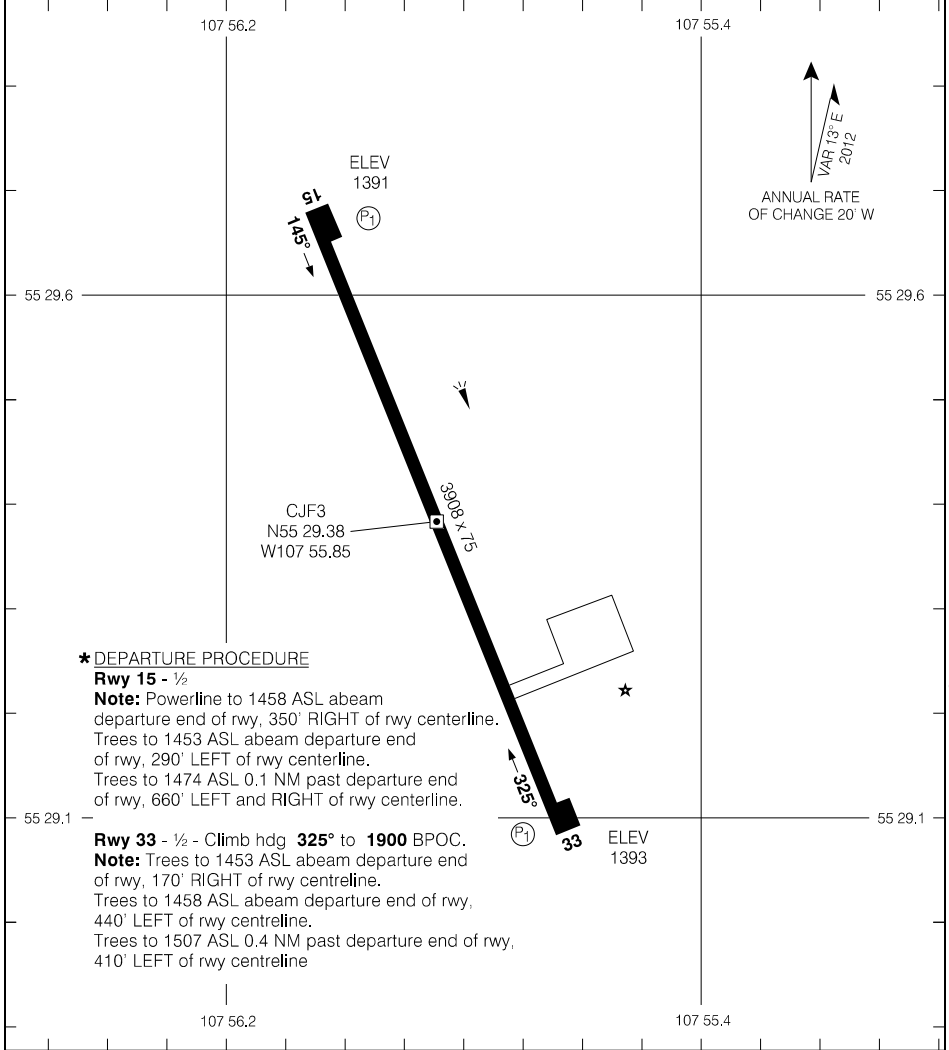 107 56.2
107 55.4
VAR 13° E
2012
ANNUAL RATE
OF CHANGE 20' W
ELEV
1391
P1
15
145°
55 29.6
55 29.6
3908 x 75
CJF3
N55 29.38
W107 55.85
* DEPARTURE PROCEDURE
Rwy 15 - ½
Note: Powerline to 1458 ASL abeam
departure end of rwy, 350' RIGHT of rwy centerline.
Trees to 1453 ASL abeam departure end
of rwy, 290' LEFT of rwy centerline.
Trees to 1474 ASL 0.1 NM past departure end
of rwy, 660' LEFT and RIGHT of rwy centerline.
325°
55 29.1
55 29.1
P1
33
ELEV
1393
Rwy 33 - ½ - Climb hdg 325° to 1900 BPOC.
Note: Trees to 1453 ASL abeam departure end
of rwy, 170' RIGHT of rwy centreline.
Trees to 1458 ASL abeam departure end of rwy,
440' LEFT of rwy centreline.
Trees to 1507 ASL 0.4 NM past departure end of rwy,
410' LEFT of rwy centreline
107 56.2
107 55.4